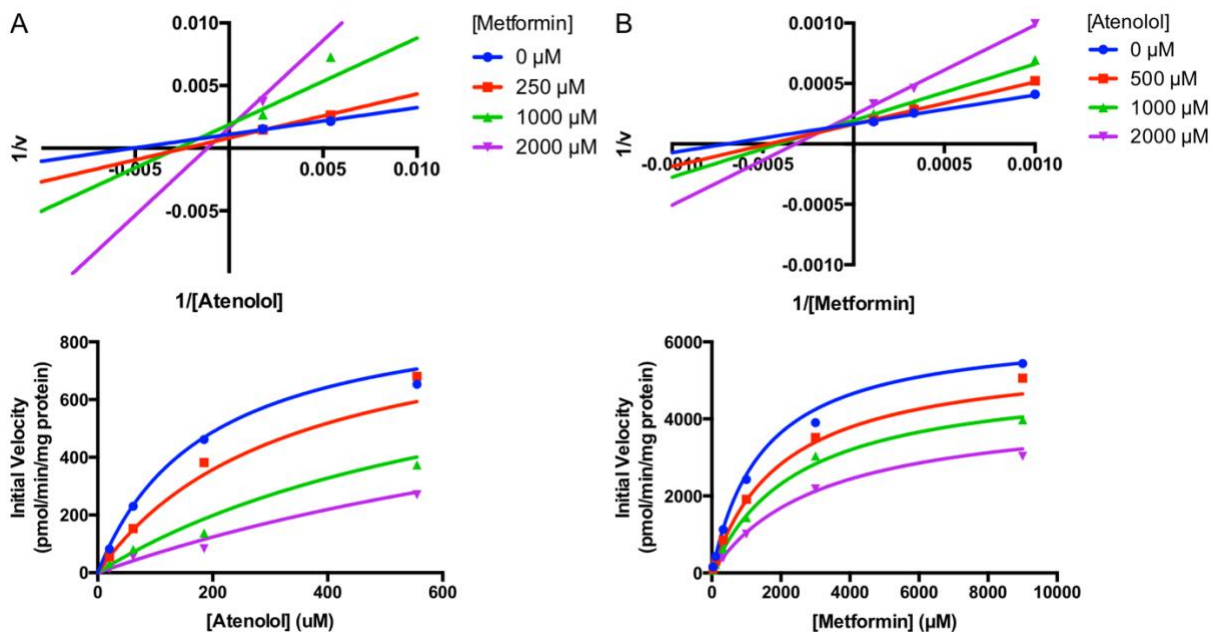 A
0.010
0.005
-0.005
-0.005
0.005
0.010
1/v
1/[Atenolol]
[Metformin]
0 μM
250 μM
1000 μM
2000 μM
B
0.0010
0.0005
-0.0005
-0.0010
-0.0010
-0.0005
0.0005
0.0010
1/v
1/[Metformin]
[Atenolol]
0 μM
500 μM
1000 μM
2000 μM
800
600
400
200
0
0
200
400
600
Initial Velocity
(pmol/min/mg protein)
[Atenolol] (uM)
6000
4000
2000
0
0
2000
4000
6000
8000
10000
Initial Velocity
(pmol/min/mg protein)
[Metformin] (μM)